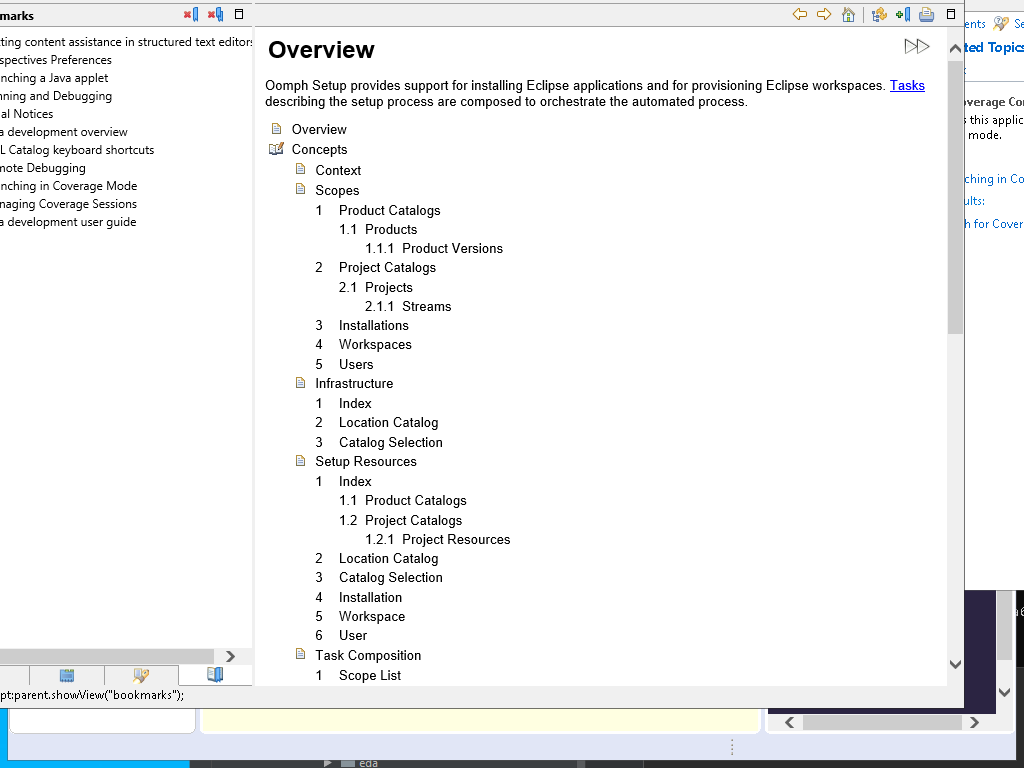 marks
ting content assistance in structured text editors
spectives Preferences
nching a Java applet
nning and Debugging
al Notices
a development overview
L Catalog keyboard shortcuts
mote Debugging
nching in Coverage Mode
naging Coverage Sessions
a development user guide
pt:parent.showView("bookmarks");
Overview
Oomph Setup provides support for installing Eclipse applications and for provisioning Eclipse workspaces. Tasks
describing the setup process are composed to orchestrate the automated process.
Overview
Concepts
Context
Scopes
1 Product Catalogs
1.1 Products
1.1.1 Product Versions
2 Project Catalogs
2.1 Projects
2.1.1 Streams
3 Installations
4 Workspaces
5 Users
Infrastructure
1 Index
2 Location Catalog
3 Catalog Selection
Setup Resources
1 Index
1.1 Product Catalogs
1.2 Project Catalogs
1.2.1 Project Resources
2 Location Catalog
3 Catalog Selection
4 Installation
5 Workspace
6 User
Task Composition
1 Scope List
ents Se
ted Topics
:
verage Co
s this applic
mode.
ching in Co
ults:
h for Cover
eda